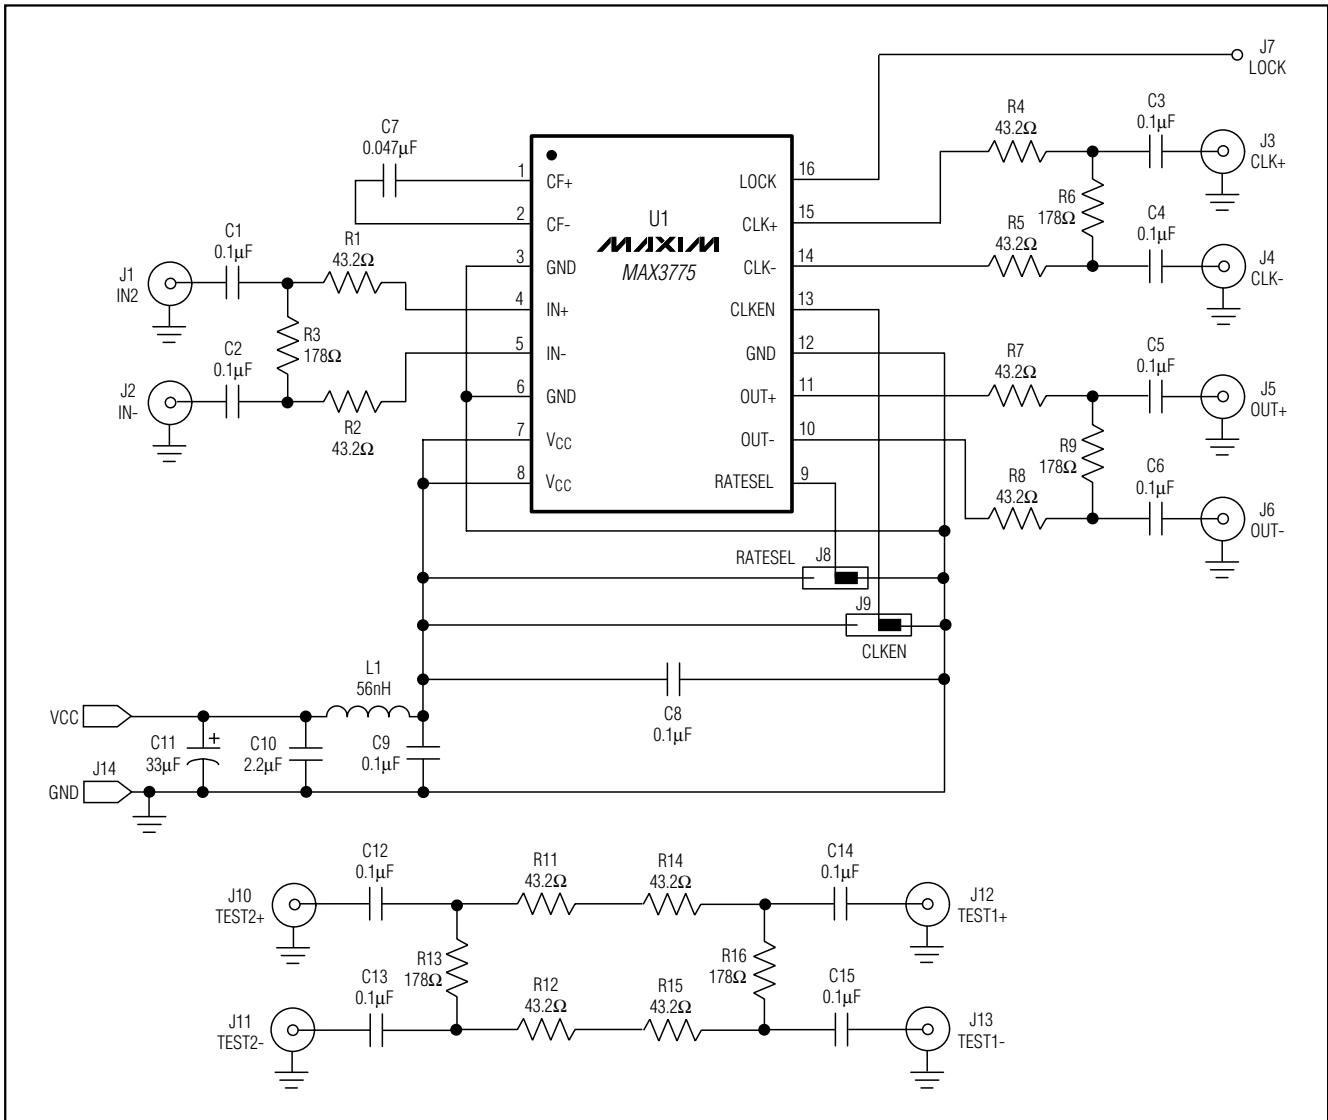 J7
LOCK
C7
0.047μF
1
CF+
2
CF-
3
GND
4
IN+
5
IN-
6
GND
7
VCC
8
VCC
U1
MAXIM
MAX3775
LOCK
16
CLK+
15
CLK-
14
CLKEN
13
GND
12
OUT+
11
OUT-
10
RATESEL
9
J1
IN2
C1
0.1μF
R1
43.2Ω
R3
178Ω
J2
IN-
C2
0.1μF
R2
43.2Ω
R4
43.2Ω
C3
0.1μF
J3
CLK+
R6
178Ω
R5
43.2Ω
C4
0.1μF
J4
CLK-
R7
43.2Ω
C5
0.1μF
J5
OUT+
R9
178Ω
R8
43.2Ω
C6
0.1μF
J6
OUT-
RATESEL
J8
J9
CLKEN
L1
56nH
C8
0.1μF
VCC
C11
33μF
+
C10
2.2μF
C9
0.1μF
J14
GND
C12
0.1μF
R11
43.2Ω
R14
43.2Ω
C14
0.1μF
J10
TEST2+
J12
TEST1+
R13
178Ω
R16
178Ω
C13
0.1μF
R12
43.2Ω
R15
43.2Ω
C15
0.1μF
J11
TEST2-
J13
TEST1-